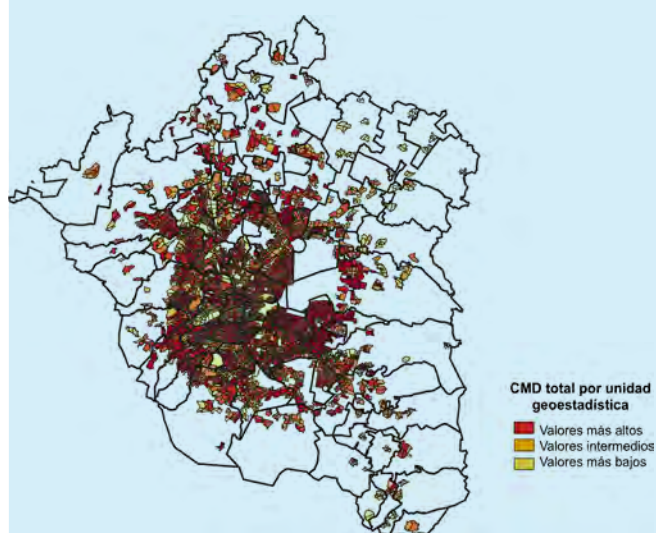 CMD total por unidad
geoestadística
Valores más altos
Valores intermedios
Valores más bajos